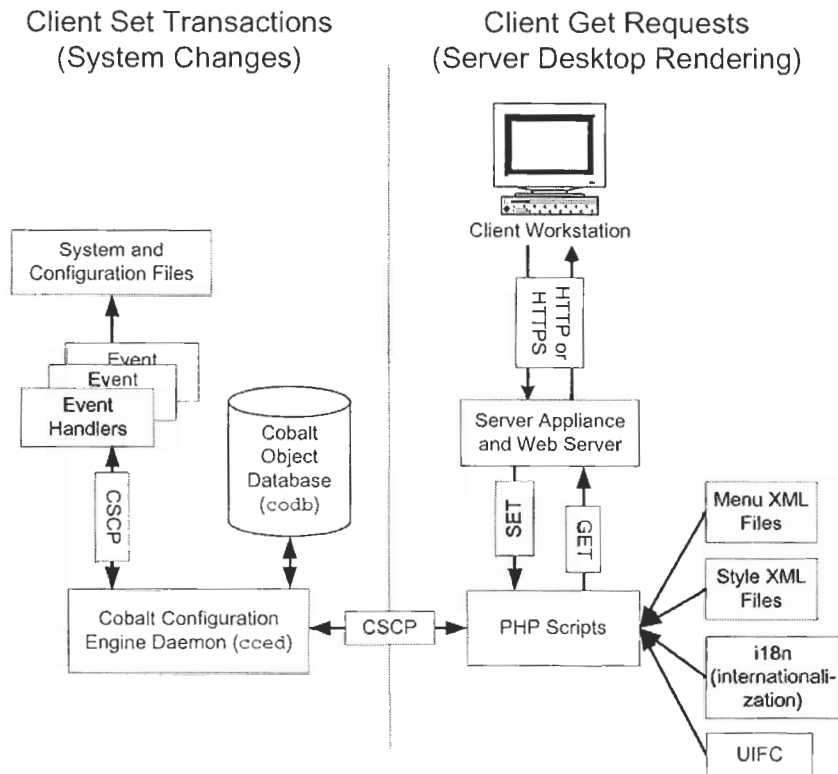 Client Set Transactions
(System Changes)
Client Get Requests
(Server Desktop Rendering)
Client Workstation
System and
Configuration Files
HTTP or
HTTPS
Event
Event
Event
Handlers
Server Appliance
and Web Server
Cobalt
Object
Database
(codb)
CSCP
SET
GET
Menu XML
Files
Style XML
Files
Cobalt Configuration
Engine Daemon (cced)
CSCP
PHP Scripts
i18n
(internationali-
zation)
UIFC